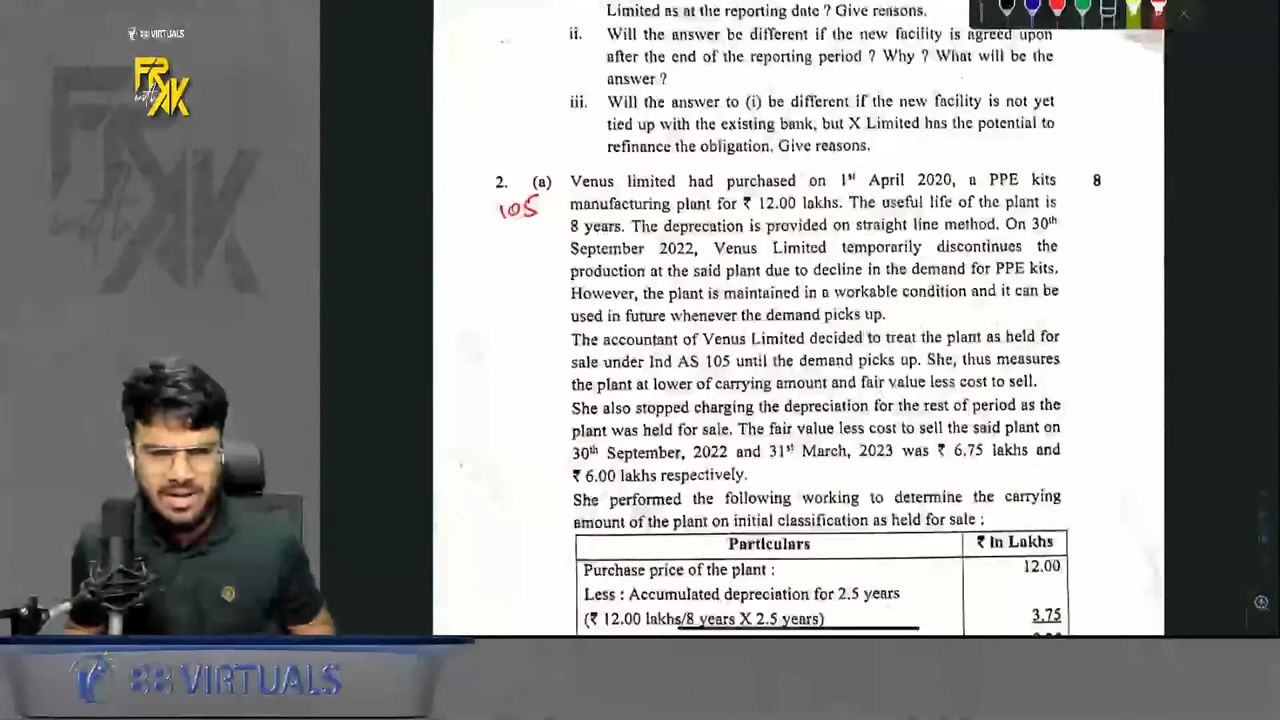 88 VIRTUALS
FR
with
AK
Limited as at the reporting date ? Give reasons.
ii. Will the answer be different if the new facility is agreed upon
after the end of the reporting period ? Why ? What will be the
answer ?
iii. Will the answer to (i) be different if the new facility is not yet
tied up with the existing bank, but X Limited has the potential to
refinance the obligation. Give reasons.
2. (a) Venus limited had purchased on 1st April 2020, a PPE kits 8
105 manufacturing plant for ₹ 12.00 lakhs. The useful life of the plant is
8 years. The deprecation is provided on straight line method. On 30th
September 2022, Venus Limited temporarily discontinues the
production at the said plant due to decline in the demand for PPE kits.
However, the plant is maintained in a workable condition and it can be
used in future whenever the demand picks up.
The accountant of Venus Limited decided to treat the plant as held for
sale under Ind AS 105 until the demand picks up. She, thus measures
the plant at lower of carrying amount and fair value less cost to sell.
She also stopped charging the depreciation for the rest of period as the
plant was held for sale. The fair value less cost to sell the said plant on
30th September, 2022 and 31st March, 2023 was ₹ 6.75 lakhs and
₹ 6.00 lakhs respectively.
She performed the following working to determine the carrying
amount of the plant on initial classification as held for sale :
Particulars ₹ In Lakhs
Purchase price of the plant : 12.00
Less : Accumulated depreciation for 2.5 years
(₹ 12.00 lakhs/8 years X 2.5 years) 3.75
88 VIRTUALS